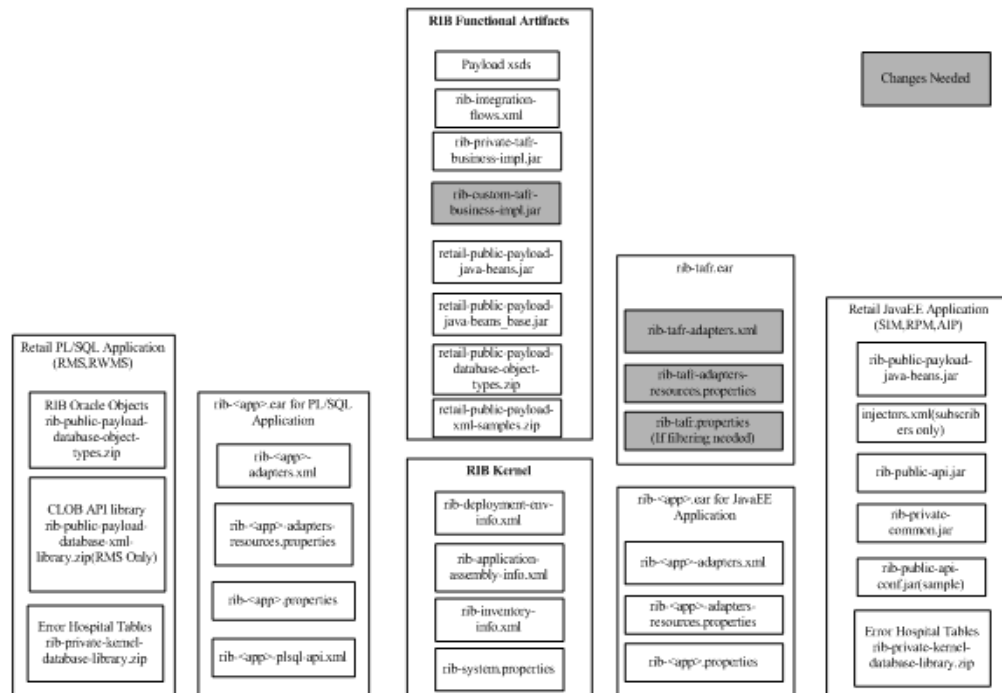 RIB Functional Artifacts
Payload xsds
rib-integration-
flows.xml
rib-private-tafr-
business-impl.jar
rib-custom-tafr-
business-impl.jar
retail-public-payload-
java-beans.jar
retail-public-payload-
java-beans_base.jar
retail-public-payload-
database-object-
types.zip
retail-public-payload-
xml-samples.zip
Changes Needed
Retail PL/SQL Application
(RMS,RWMS)
RIB Oracle Objects
rib-public-payload-
database-object-
types.zip
CLOB API library
rib-public-payload-
database-xml-
library.zip(RMS Only)
Error Hospital Tables
rib-private-kernel-
database-library.zip
rib-<app>.ear for PL/SQL
Application
rib-<app>-
adapters.xml
rib-<app>-adapters-
resources.properties
rib-<app>.properties
rib-<app>-plsql-api.xml
RIB Kernel
rib-deployment-env-
info.xml
rib-application-
assembly-info.xml
rib-inventory-
info.xml
rib-system.properties
rib-tafr.ear
rib-tafr-adapters.xml
rib-tafr-adapters-
resources.properties
rib-tafr.properties
(If filtering needed)
rib-<app>.ear for JavaEE
Application
rib-<app>-adapters.xml
rib-<app>-adapters-
resources.properties
rib-<app>.properties
Retail JavaEE Application
(SIM,RPM,AIP)
rib-public-payload-
java-beans.jar
injectors.xml(subscri
bers only)
rib-public-api.jar
rib-private-
common.jar
rib-public-api-
conf.jar(sample)
Error Hospital Tables
rib-private-kernel-
database-library.zip